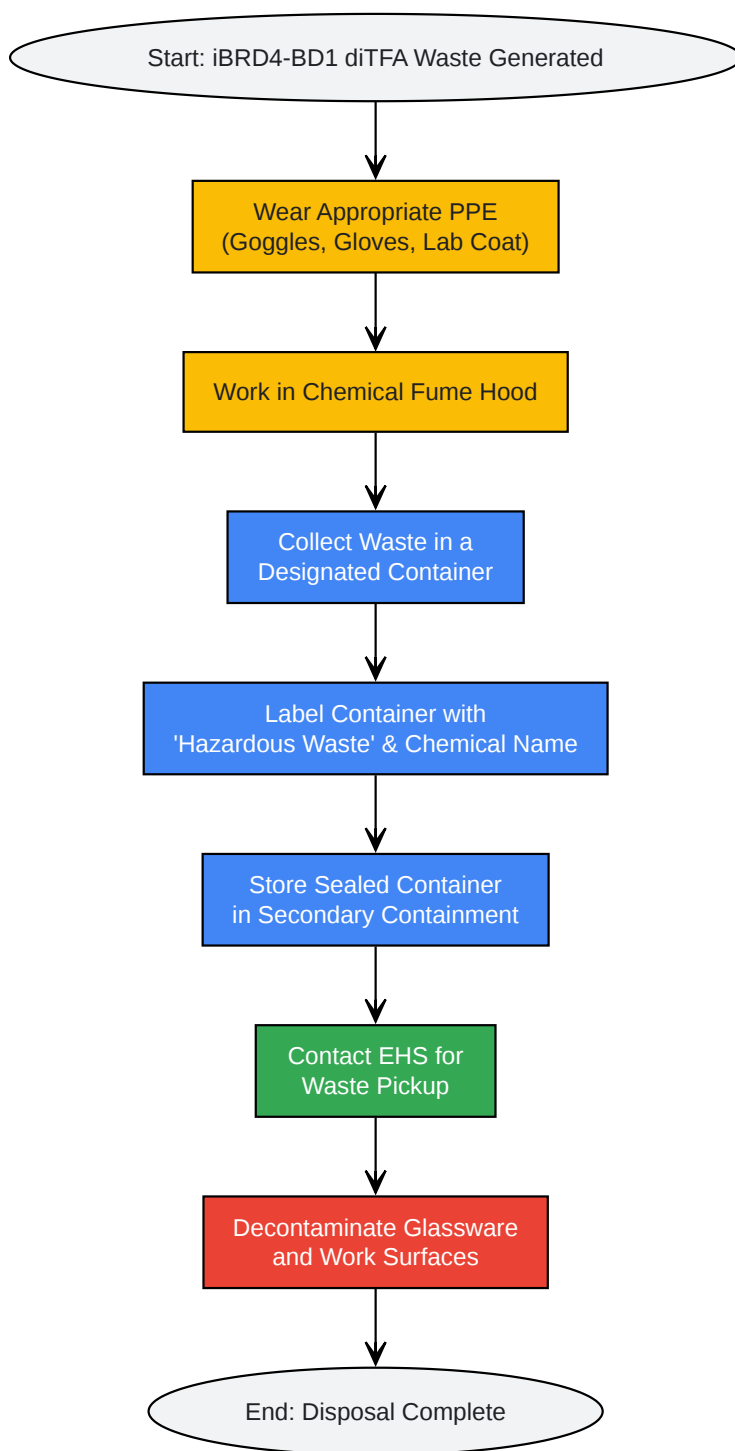 Start: iBRD4-BD1 diTFA Waste Generated
Wear Appropriate PPE
(Goggles, Gloves, Lab Coat)
Work in Chemical Fume Hood
Collect Waste in a
Designated Container
Label Container with
'Hazardous Waste' & Chemical Name
Store Sealed Container
in Secondary Containment
Contact EHS for
Waste Pickup
Decontaminate Glassware
and Work Surfaces
End: Disposal Complete